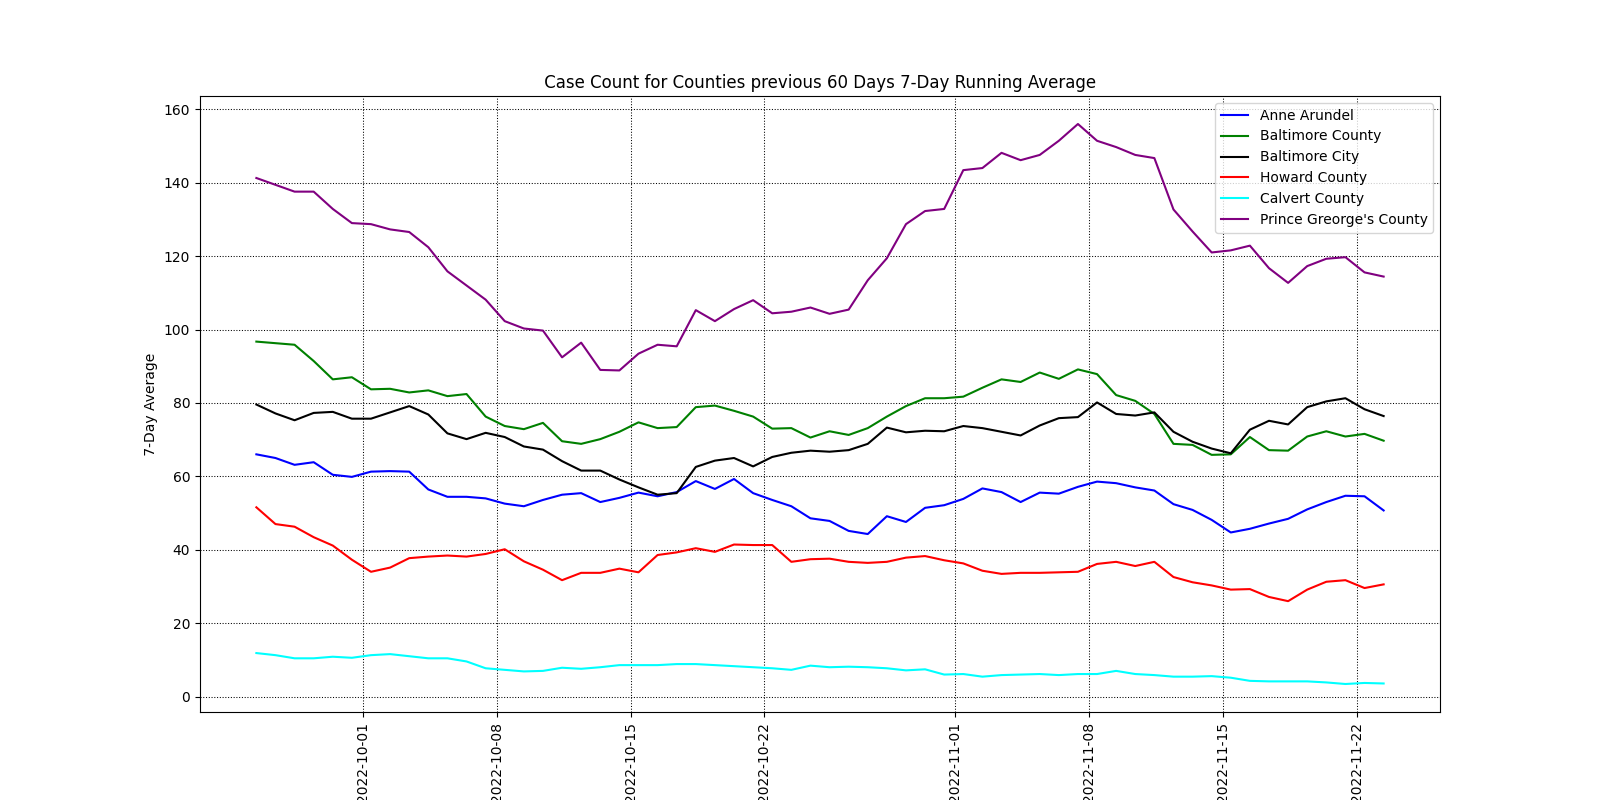 Case Count for Counties previous 60 Days 7-Day Running Average
160
140
120
100
80
60
40
20
0
7-Day Average
Anne Arundel
Baltimore County
Baltimore City
Howard County
Calvert County
Prince Greorge's County
2022-10-01
2022-10-08
2022-10-15
2022-10-22
2022-11-01
2022-11-08
2022-11-15
2022-11-22